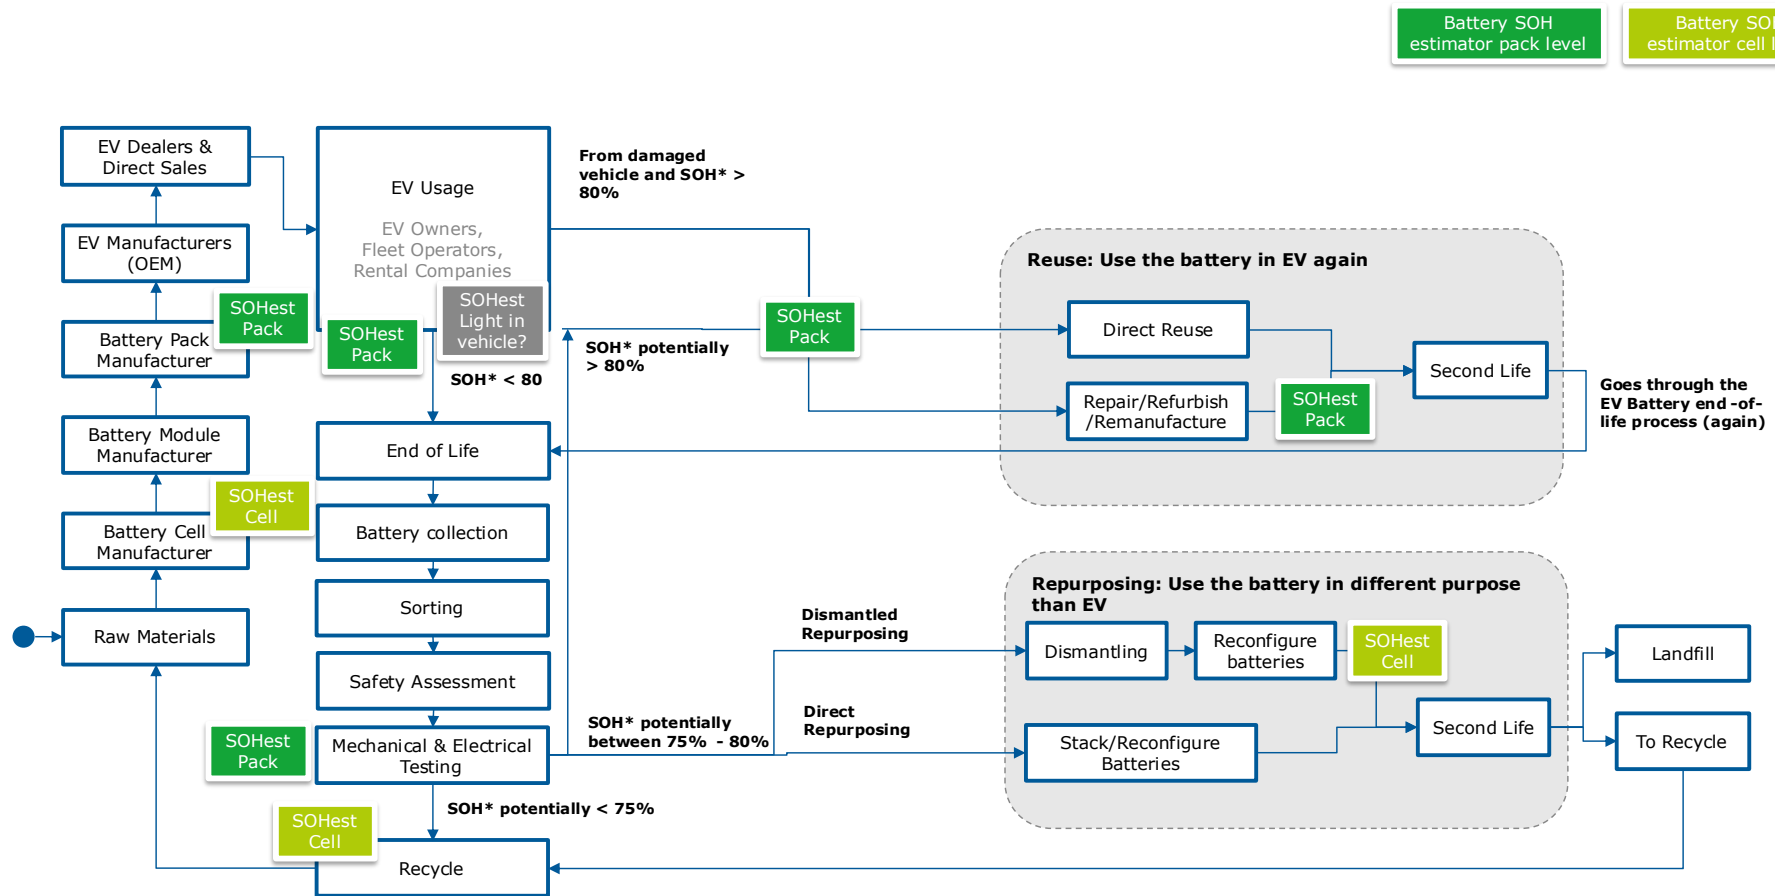 Battery SOH
estimator pack level
Battery
estimator cell
EV Dealers &
Direct Sales
EV Usage
EV Owners,
Fleet Operators,
Rental Companies
From damaged
vehicle and SOH* >
80%
EV Manufacturers
(OEM)
SOHest
Pack
SOHest
Pack
SOHest
Light in
vehicle?
Battery Pack
Manufacturer
SOH* < 80
SOH* potentially
> 80%
SOHest
Pack
Reuse: Use the battery in EV again
Direct Reuse
Repair/Refurbish
/Remanufacture
SOHest
Pack
Second Life
Goes through the
EV Battery end -of-
life process (again)
Battery Module
Manufacturer
End of Life
SOHest
Cell
Battery Cell
Manufacturer
Battery collection
Sorting
Raw Materials
Safety Assessment
SOHest
Pack
Mechanical & Electrical
Testing
SOH* potentially
between 75%  - 80%
Dismantled
Repurposing
Direct
Repurposing
Repurposing: Use the battery in different purpose
than EV
Dismantling
Reconfigure
batteries
SOHest
Cell
Stack/Reconfigure
Batteries
Second Life
Landfill
To Recycle
SOH* potentially < 75%
SOHest
Cell
Recycle